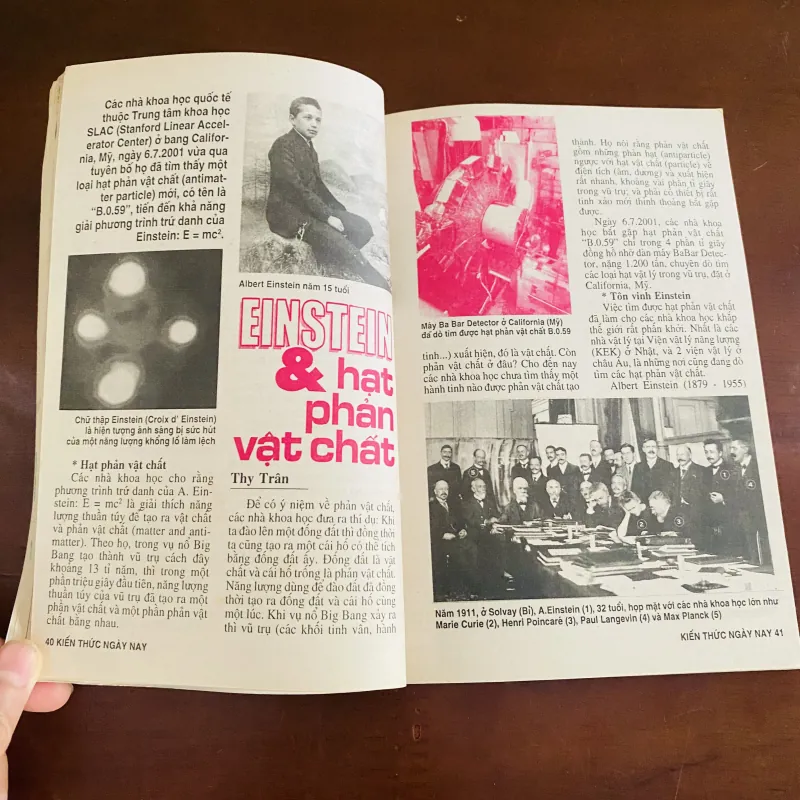 Các nhà khoa học quốc tế
thuộc Trung tâm khoa học
SLAC (Stanford Linear Accel-
erator Center) ở bang Califor-
nia, Mỹ, ngày 6.7.2001 vừa qua
tuyên bố họ đã tìm thấy một
loại hạt phản vật chất (antimat-
ter particle) mới, có tên là
"B.0.59", tiến đến khả năng
giải phương trình trứ danh của
Einstein: E = mc².
Albert Einstein năm 15 tuổi
Chữ thập Einstein (Croix d' Einstein)
là hiện tượng ánh sáng bị sức hút
của một năng lượng khổng lồ làm lệch
EINSTEIN
& hạt
phản
vật chất
Thy Trân
* Hạt phản vật chất
Các nhà khoa học cho rằng
phương trình trứ danh của A. Ein-
stein: E = mc² là giải thích năng
lượng thuần túy để tạo ra vật chất
và phản vật chất (matter and anti-
matter). Theo họ, trong vụ nổ Big
Bang tạo thành vũ trụ cách đây
khoảng 13 tỉ năm, thì trong một
phần triệu giây đầu tiên, năng lượng
thuần túy của vũ trụ đã tạo ra một
phần vật chất và một phần phản vật
chất bằng nhau.
Để có ý niệm về phản vật chất,
các nhà khoa học đưa ra thí dụ: Khi
ta đào lên một đống đất thì đồng thời
ta cũng tạo ra một cái hố có thể tích
bằng đống đất ấy. Đống đất là vật
chất và cái hố trống là phản vật chất.
Năng lượng dùng để đào đất đã đồng
thời tạo ra đống đất và cái hố cùng
một lúc. Khi vụ nổ Big Bang xảy ra
thì vũ trụ (các khối tinh vân, hành
40 KIẾN THỨC NGÀY NAY
Máy Ba Bar Detector ở California (Mỹ)
đã dò tìm được hạt phản vật chất B.0.59
tinh...) xuất hiện, đó là vật chất. Còn
phản vật chất ở đâu? Cho đến nay
các nhà khoa học chưa tìm thấy một
hành tinh nào được phản vật chất tạo
thành. Họ nói rằng phản vật chất
gồm những phản hạt (antiparticle)
ngược với hạt vật chất (particle) về
điện tích (âm, dương) và xuất hiện
rất nhanh, khoảng phần tỉ giây
trong vũ trụ, và phải có thiết bị rất
tinh xảo mới thỉnh thoảng bắt gặp
được.
Ngày 6.7.2001, các nhà khoa
học bắt gặp hạt phản vật chất
"B.0.59" chỉ trong 4 phần tỉ giây
đồng hồ nhờ dàn máy BaBar Detec-
tor, nặng 1.200 tấn, chuyên dò tìm
các loại hạt vật lý trong vũ trụ, đặt ở
California, Mỹ.
* Tôn vinh Einstein
Việc tìm được hạt phản vật chất
đã làm cho các nhà khoa học khắp
thế giới rất phấn khởi. Nhất là các
nhà vật lý tại Viện vật lý năng lượng
(KEK) ở Nhật, và 2 viện vật lý ở
châu Âu, là những nơi cũng đang dò
tìm các hạt phản vật chất.
Albert Einstein (1879 - 1955)
1
4
2
3
Năm 1911, ở Solvay (Bỉ), A.Einstein (1), 32 tuổi, họp mặt với các nhà khoa học lớn như
Marie Curie (2), Henri Poincaré (3), Paul Langevin (4) và Max Planck (5)
KIẾN THỨC NGÀY NAY 41